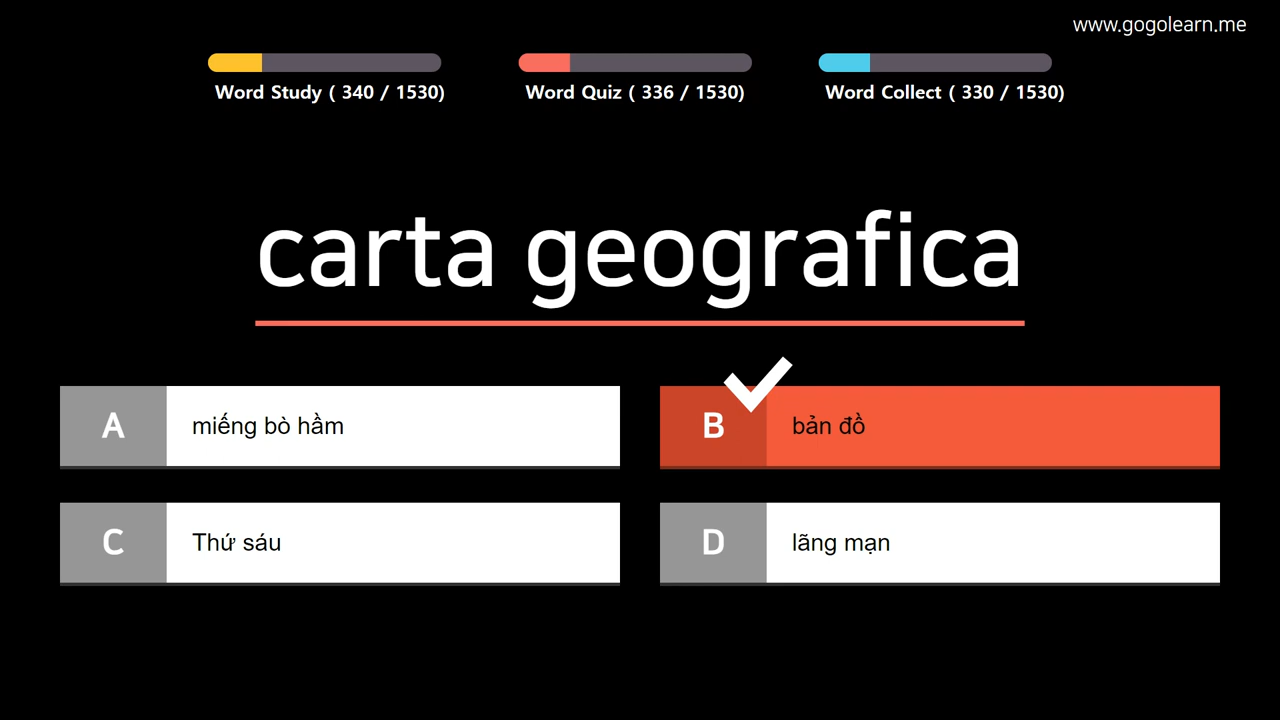 www.gogolearn.me
Word Study ( 340 / 1530)
Word Quiz ( 336 / 1530)
Word Collect ( 330 / 1530)
carta geografica
A miếng bò hầm
B bản đồ
C Thứ sáu
D lãng mạn